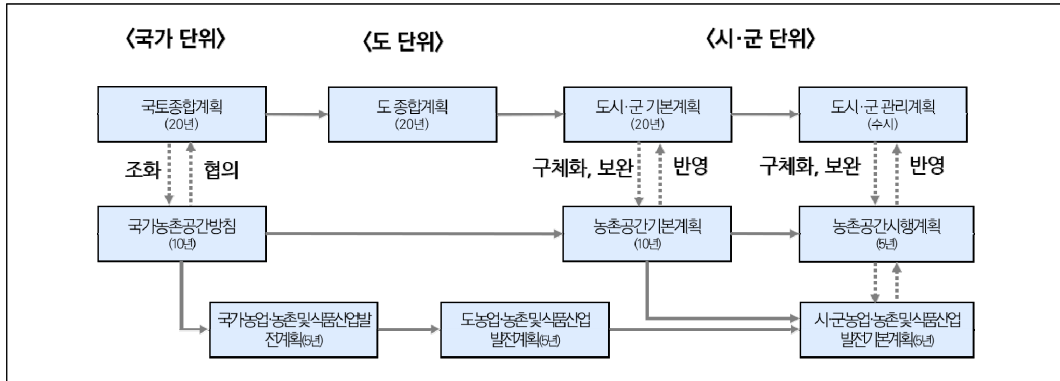 〈국가 단위〉 〈도 단위〉 〈시·군 단위〉
국토종합계획
(20년)
도 종합계획
(20년)
도시·군 기본계획
(20년)
도시·군 관리계획
(수시)
조화 협의
구체화, 보완 반영
구체화, 보완 반영
국가농촌공간방침
(10년)
농촌공간기본계획
(10년)
농촌공간시행계획
(5년)
국가농업·농촌및식품산업발
전계획(5년)
도농업·농촌및식품산업
발전계획(5년)
시·군농업·농촌및식품산업
발전기본계획(5년)